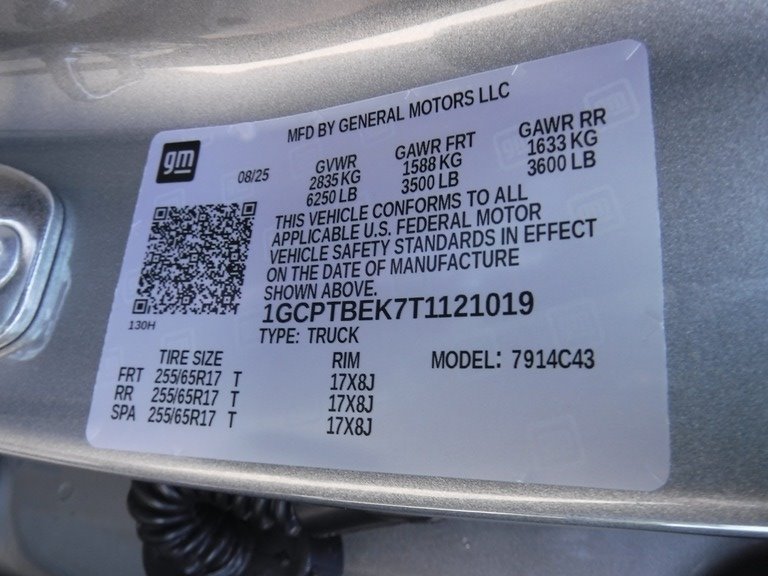 MFD BY GENERAL MOTORS LLC
gm
08/25
GVWR
2835 KG
6250 LB
GAWR FRT
1588 KG
3500 LB
GAWR RR
1633 KG
3600 LB
THIS VEHICLE CONFORMS TO ALL
APPLICABLE U.S. FEDERAL MOTOR
VEHICLE SAFETY STANDARDS IN EFFECT
ON THE DATE OF MANUFACTURE
SHOWN ABOVE.
1GCPTBEK7T1121019
130H
TYPE: TRUCK
TIRE SIZE RIM MODEL: 7914C43
FRT 255/65R17 T 17X8J
RR 255/65R17 T 17X8J
SPA 255/65R17 T 17X8J